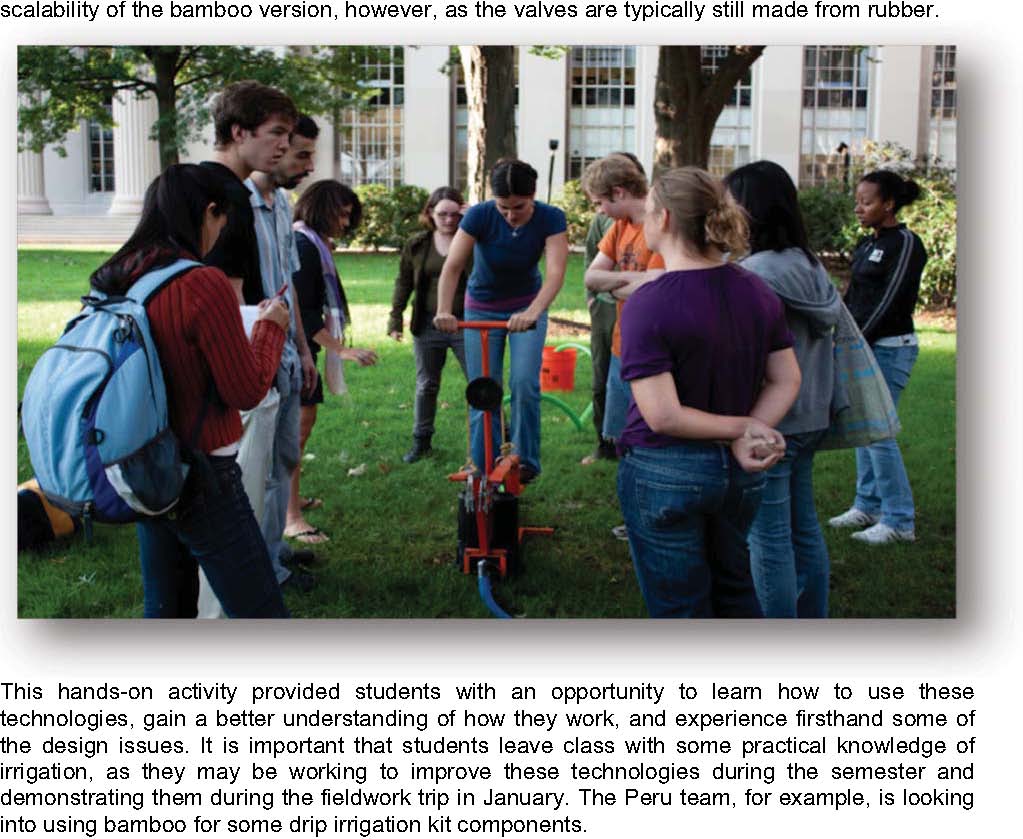 scalability of the bamboo version, however, as the valves are typically still made from rubber.
This hands-on activity provided students with an opportunity to learn how to use these
technologies, gain a better understanding of how they work, and experience firsthand some of
the design issues. It is important that students leave class with some practical knowledge of
irrigation, as they may be working to improve these technologies during the semester and
demonstrating them during the fieldwork trip in January. The Peru team, for example, is looking
into using bamboo for some drip irrigation kit components.